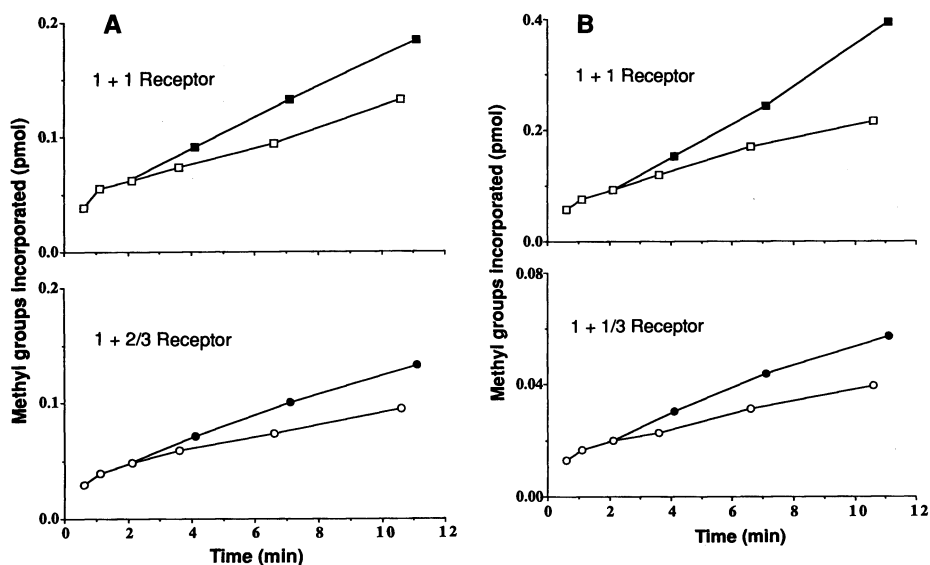 A
0.2
1 + 1 Receptor
0.1
0.0
B
0.4
1 + 1 Receptor
0.2
0.0
Methyl groups incorporated (pmol)
0.2
1 + 2/3 Receptor
0.1
0.0
0 2 4 6 8 10 12
Time (min)
Methyl groups incorporated (pmol)
0.08
1 + 1/3 Receptor
0.04
0.00
0 2 4 6 8 10 12
Time (min)